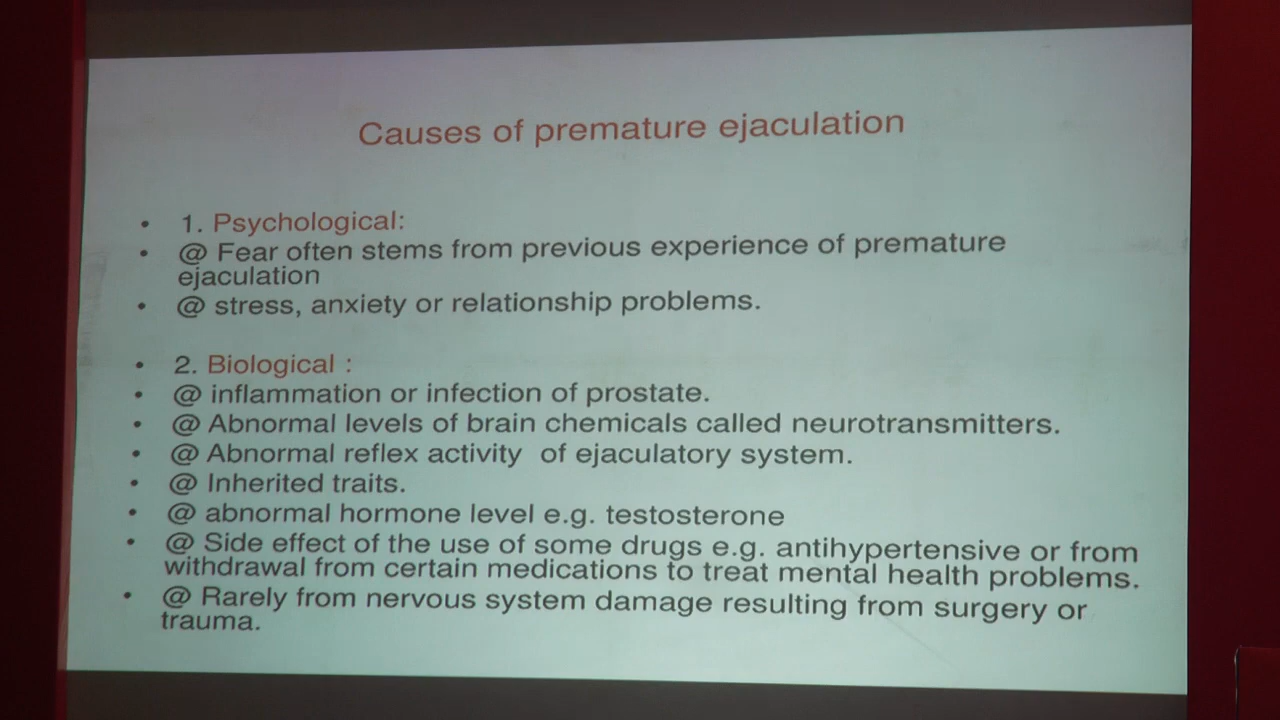 Causes of premature ejaculation
• 1. Psychological:
• @ Fear often stems from previous experience of premature
ejaculation
• @ stress, anxiety or relationship problems.
• 2. Biological :
• @ inflammation or infection of prostate.
• @ Abnormal levels of brain chemicals called neurotransmitters.
• @ Abnormal reflex activity  of ejaculatory system.
• @ Inherited traits.
• @ abnormal hormone level e.g. testosterone
• @ Side effect of the use of some drugs e.g. antihypertensive or from
withdrawal from certain medications to treat mental health problems.
• @ Rarely from nervous system damage resulting from surgery or
trauma.